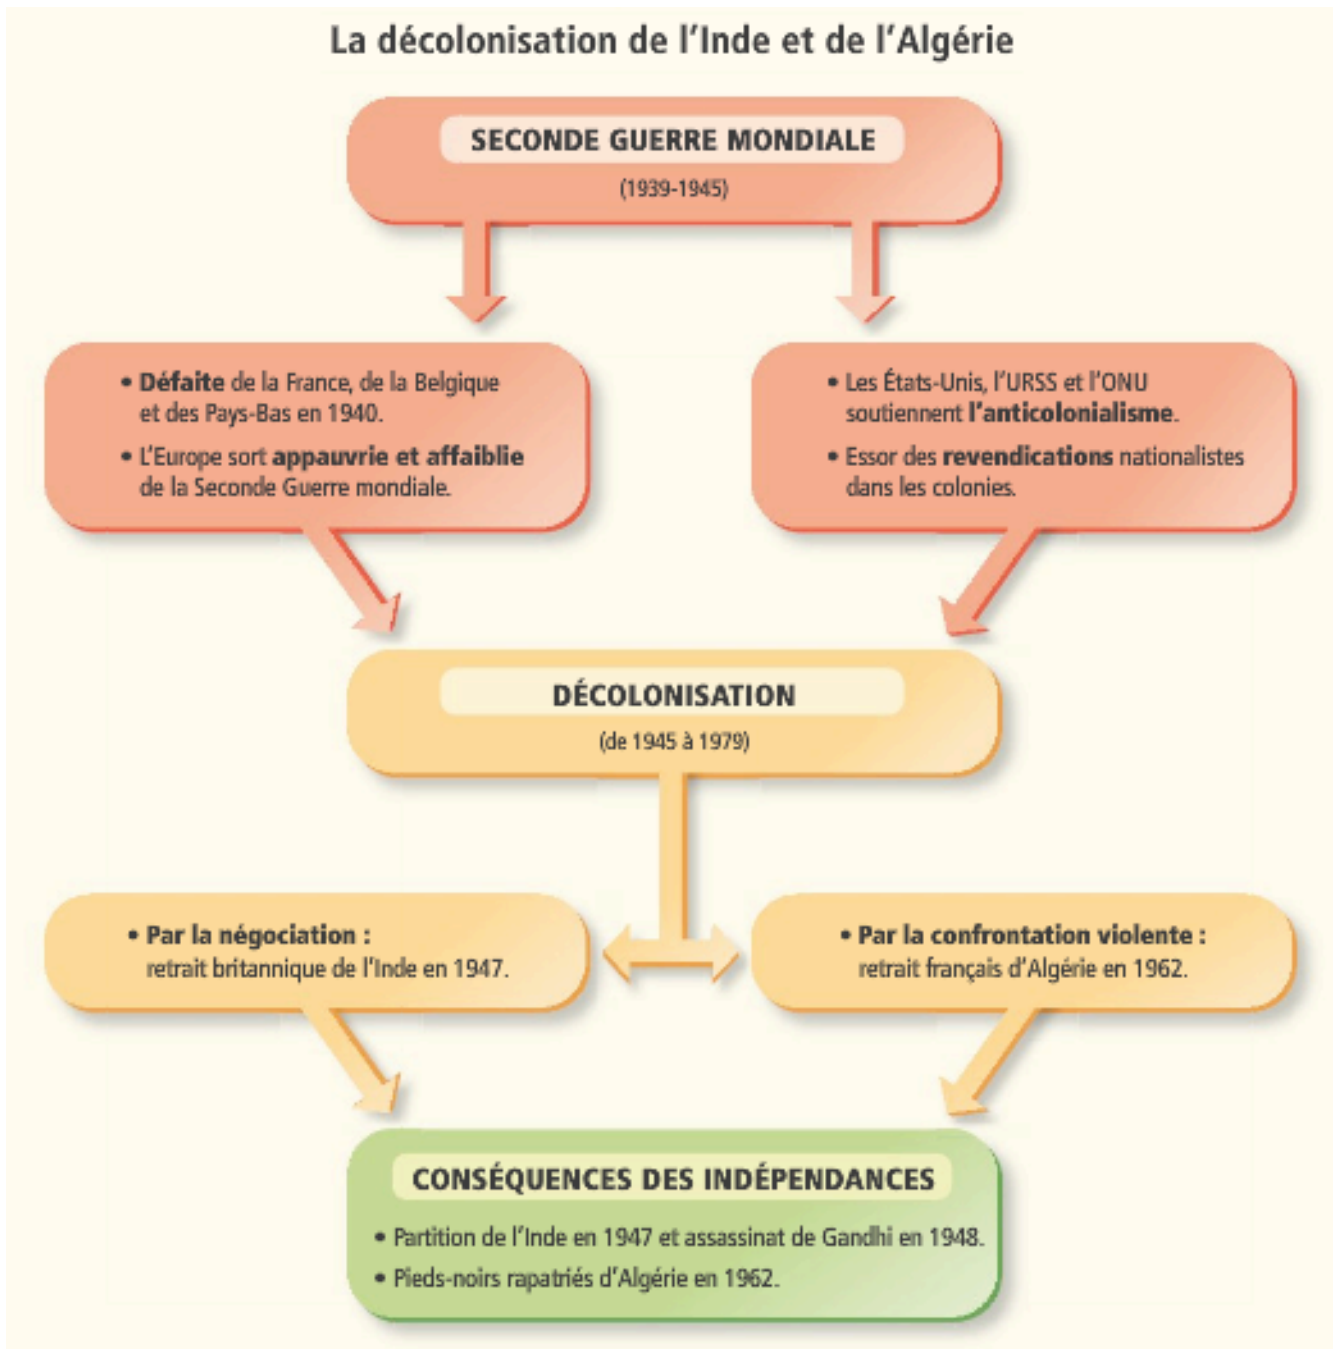 La décolonisation de l'Inde et de l'Algérie
SECONDE GUERRE MONDIALE
(1939-1945)
• Défaite de la France, de la Belgique
et des Pays-Bas en 1940.
• L'Europe sort appauvrie et affaiblie
de la Seconde Guerre mondiale.
• Les États-Unis, l'URSS et l'ONU
soutiennent l'anticolonialisme.
• Essor des revendications nationalistes
dans les colonies.
DÉCOLONISATION
(de 1945 à 1979)
• Par la négociation :
retrait britannique de l'Inde en 1947.
• Par la confrontation violente :
retrait français d'Algérie en 1962.
CONSÉQUENCES DES INDÉPENDANCES
• Partition de l'Inde en 1947 et assassinat de Gandhi en 1948.
• Pieds-noirs rapatriés d'Algérie en 1962.